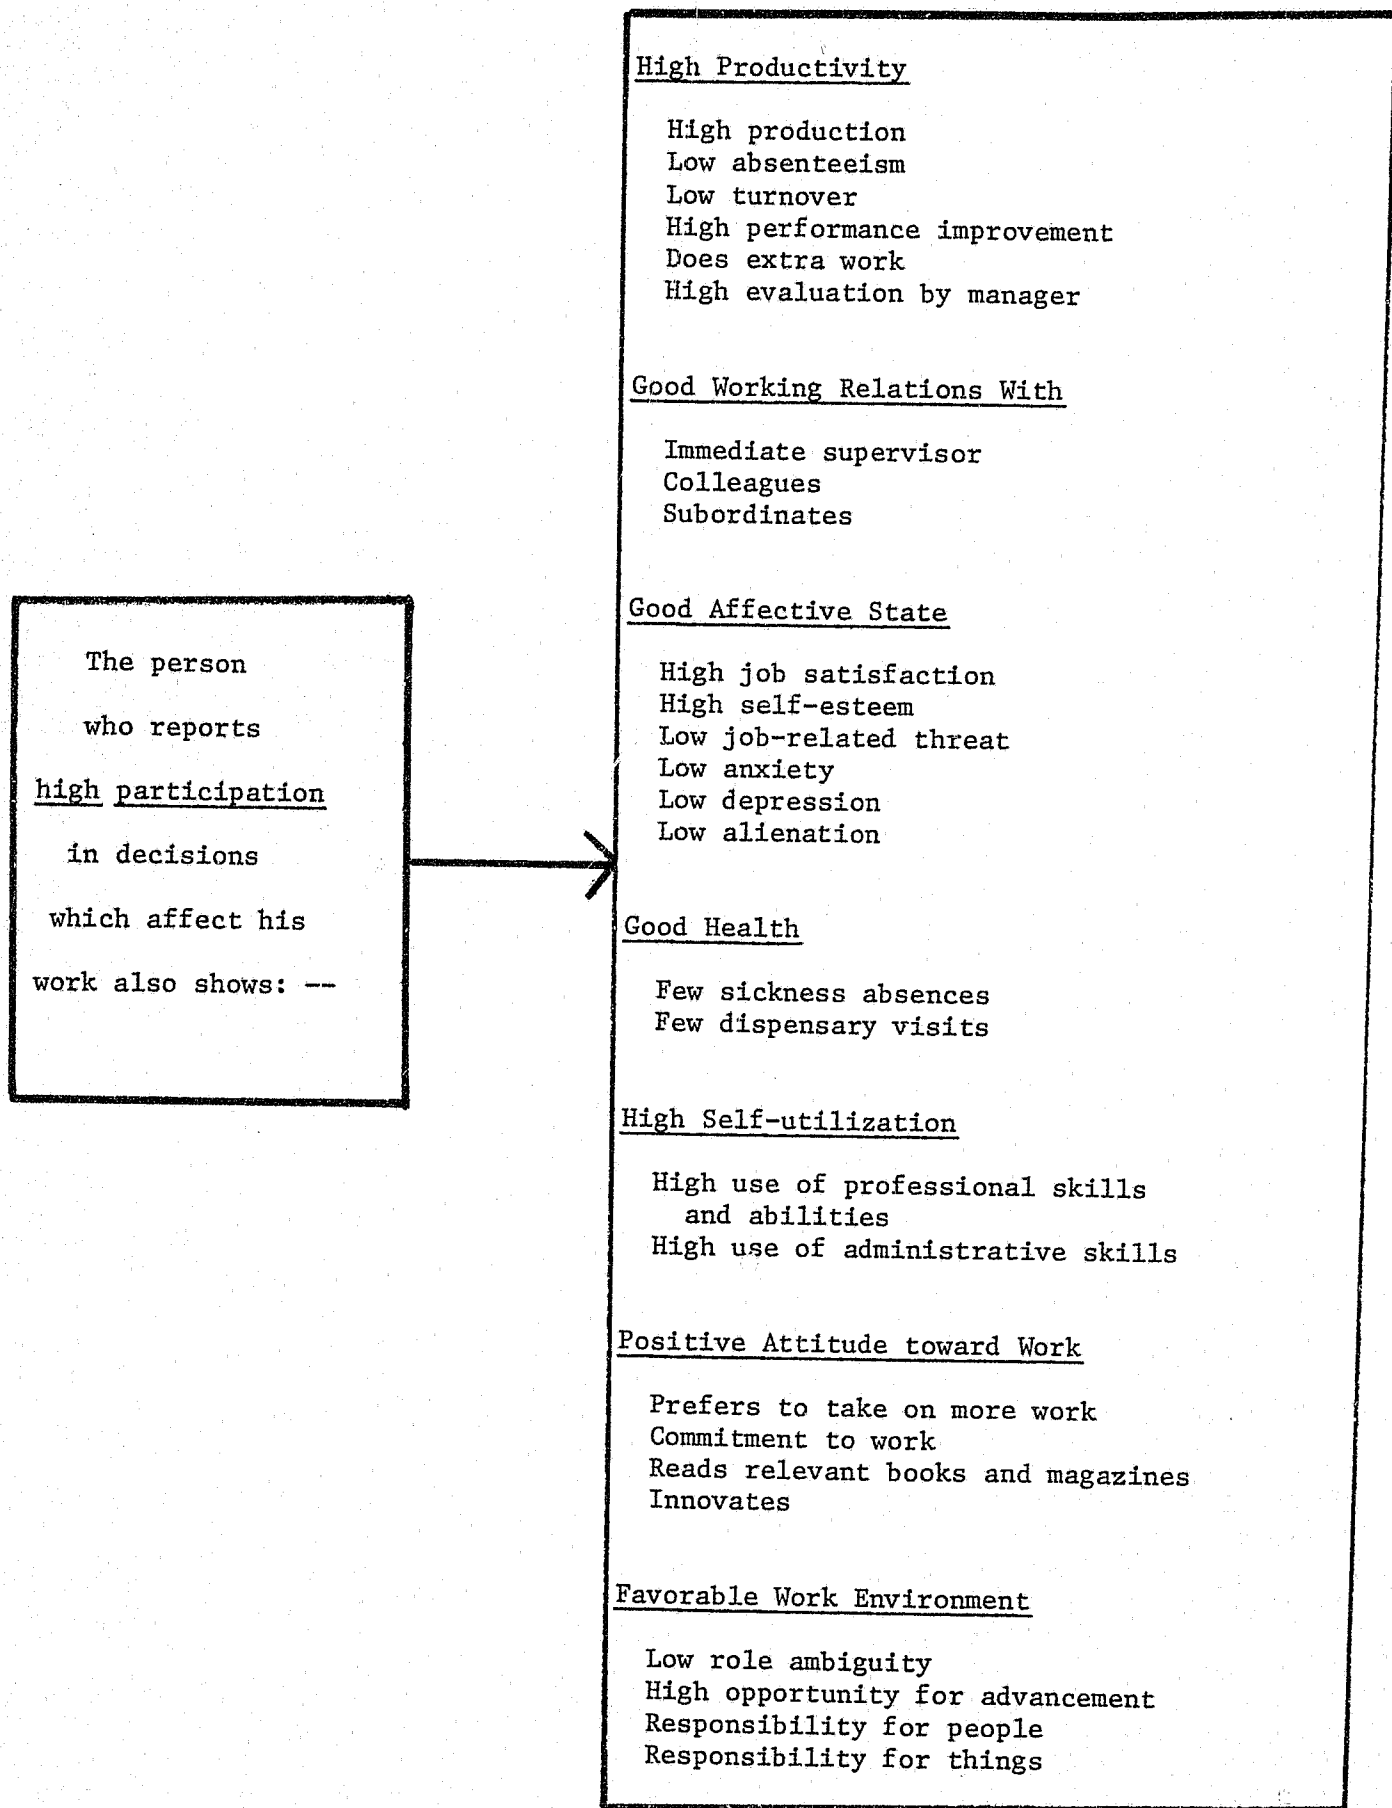 The person
who reports
high participation
in decisions
which affect his
work also shows: --
High Productivity
High production
Low absenteeism
Low turnover
High performance improvement
Does extra work
High evaluation by manager
Good Working Relations With
Immediate supervisor
Colleagues
Subordinates
Good Affective State
High job satisfaction
High self-esteem
Low job-related threat
Low anxiety
Low depression
Low alienation
Good Health
Few sickness absences
Few dispensary visits
High Self-utilization
High use of professional skills
and abilities
High use of administrative skills
Positive Attitude toward Work
Prefers to take on more work
Commitment to work
Reads relevant books and magazines
Innovates
Favorable Work Environment
Low role ambiguity
High opportunity for advancement
Responsibility for people
Responsibility for things